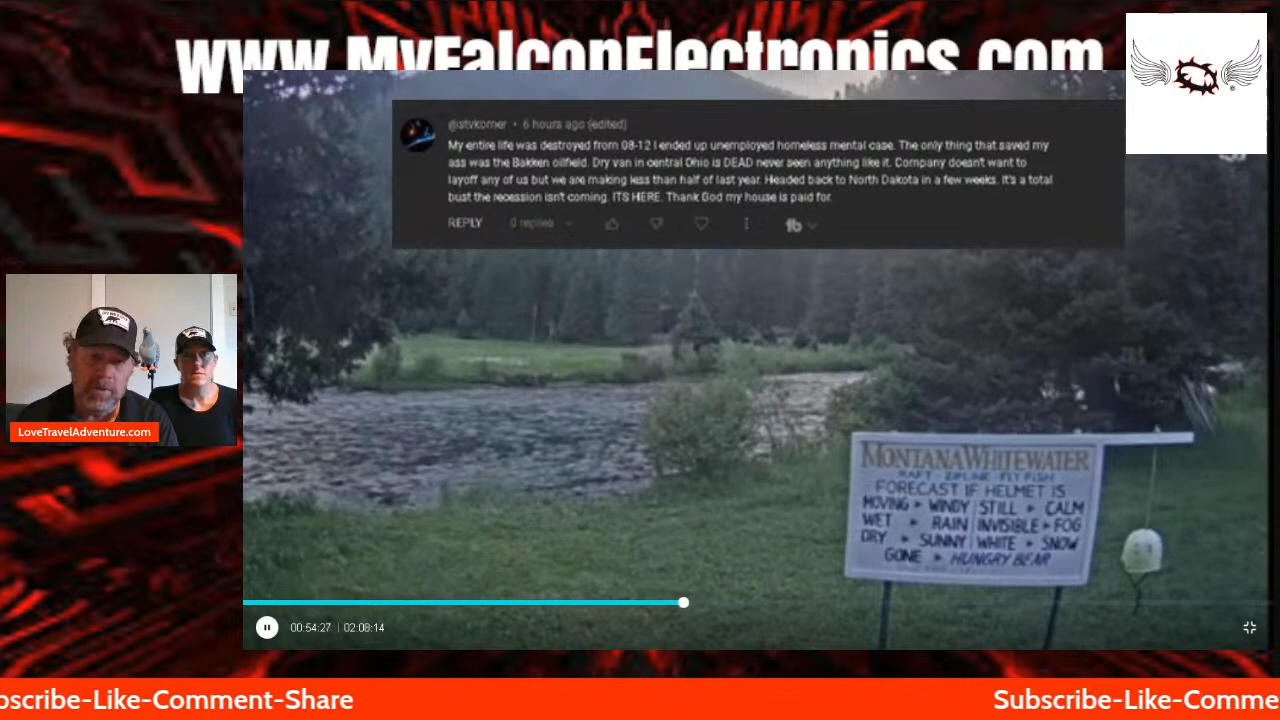 www.MyFalconElectronics.com
@istvkorner • 6 hours ago (edited)
My entire life was destroyed from 08-12 I ended up unemployed homeless mental case. The only thing that saved my
ass was the Bakken oilfield. Dry van in central Ohio is DEAD never seen anything like it. Company doesn't want to
layoff any of us but we are making less than half of last year. Headed back to North Dakota in a few weeks. It's a total
bust the recession isn't coming. ITS HERE. Thank God my house is paid for.
REPLY 0 replies
LoveTravelAdventure.com
MONTANA WHITEWATER
RAFT · ZIPLINE · FLY FISH
FORECAST IF HELMET IS
MOVING ▸ WINDY STILL ▸ CALM
WET ▸ RAIN INVISIBLE ▸ FOG
DRY ▸ SUNNY WHITE ▸ SNOW
GONE ▸ HUNGRY BEAR
00:54:27 | 02:08:14
bscribe-Like-Comment-Share Subscribe-Like-Comme